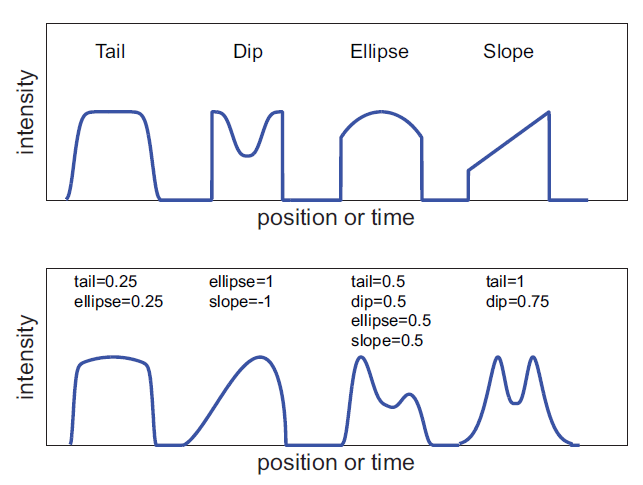 Tail Dip Ellipse Slope
intensity
position or time
tail=0.25
ellipse=0.25
ellipse=1
slope=-1
tail=0.5
dip=0.5
ellipse=0.5
slope=0.5
tail=1
dip=0.75
intensity
position or time